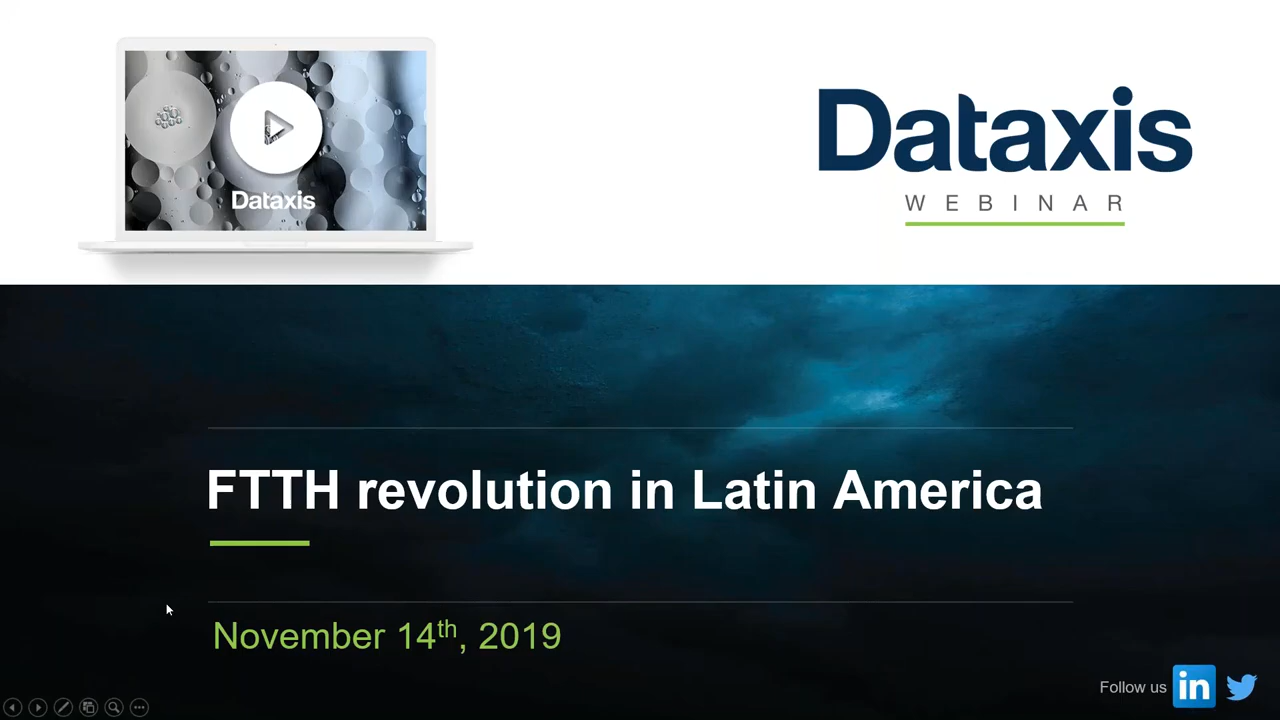 Dataxis
Dataxis
WEBINAR
FTTH revolution in Latin America
November 14th, 2019
Follow us in